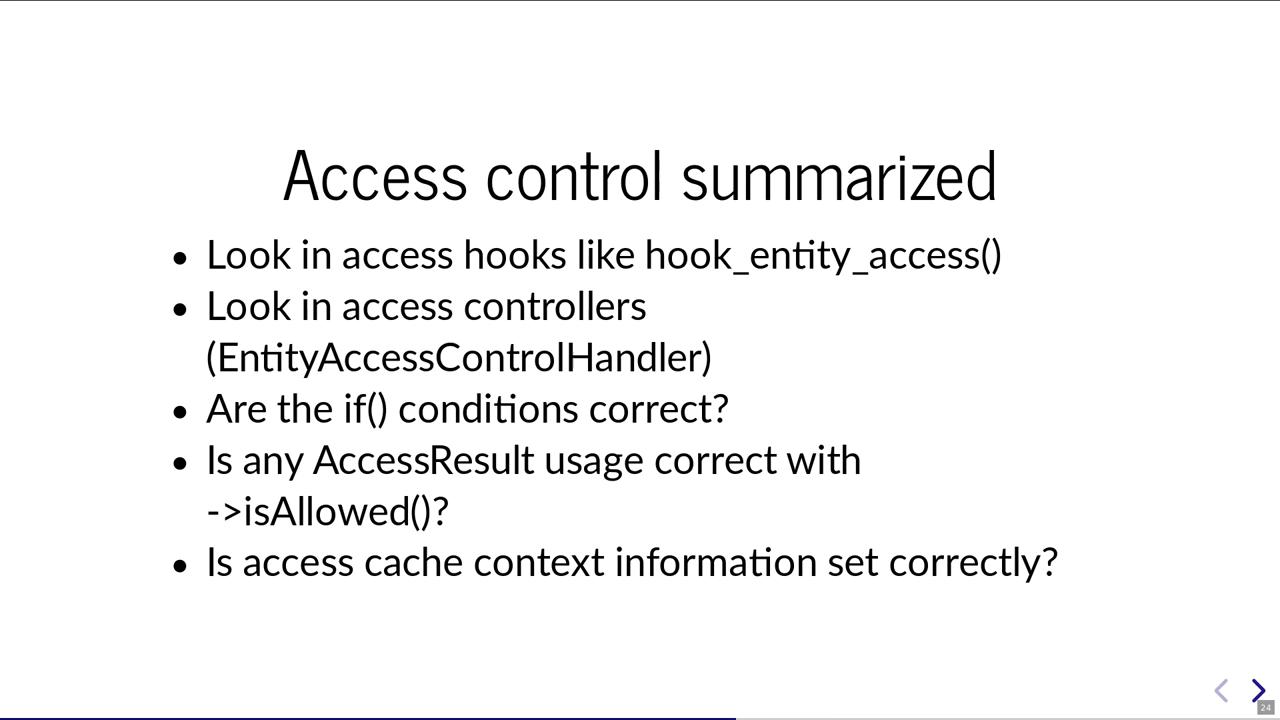 Access control summarized
• Look in access hooks like hook_entity_access()
• Look in access controllers
(EntityAccessControlHandler)
• Are the if() conditions correct?
• Is any AccessResult usage correct with
->isAllowed()?
• Is access cache context information set correctly?
24